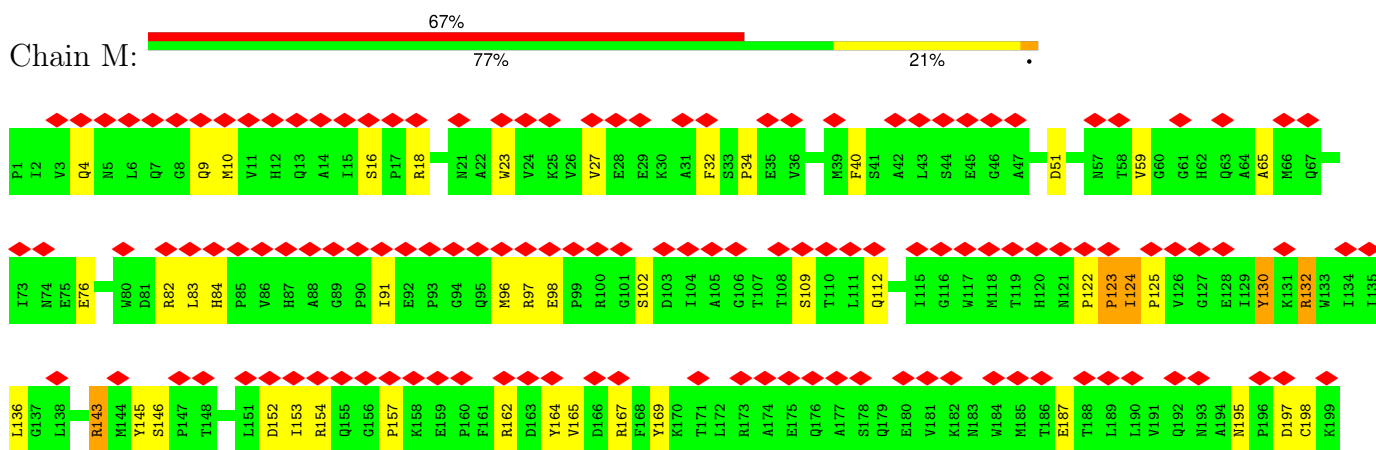 67%
Chain M:
77% 21% •
P1 I2 V3 Q4 N5 L6 Q7 G8 Q9 M10 V11 H12 Q13 A14 I15 S16 P17 R18 N21 A22 W23 V24 K25 V26 V27 E28 E29 K30 A31 F32 S33 P34 E35 V36 M39 F40 S41 A42 L43 S44 E45 G46 A47 D51 N57 T58 V59 G60 G61 H62 Q63 A64 A65 M66 Q67
I73 N74 E75 E76 W80 D81 R82 L83 H84 P85 V86 H87 A88 G89 P90 I91 E92 P93 G94 Q95 M96 R97 E98 P99 R100 G101 S102 D103 I104 A105 G106 T107 T108 S109 T110 L111 Q112 I115 G116 W117 M118 T119 H120 N121 P122 P123 I124 P125 V126 G127 E128 I129 Y130 K131 R132 W133 I134 I135
L136 G137 L138 R143 M144 Y145 S146 P147 T148 L151 D152 I153 R154 Q155 G156 P157 K158 E159 P160 F161 R162 D163 Y164 V165 D166 R167 F168 Y169 K170 T171 L172 R173 A174 E175 Q176 A177 S178 Q179 E180 V181 K182 N183 W184 M185 T186 E187 T188 L189 L190 V191 Q192 N193 A194 N195 P196 D197 C198 K199